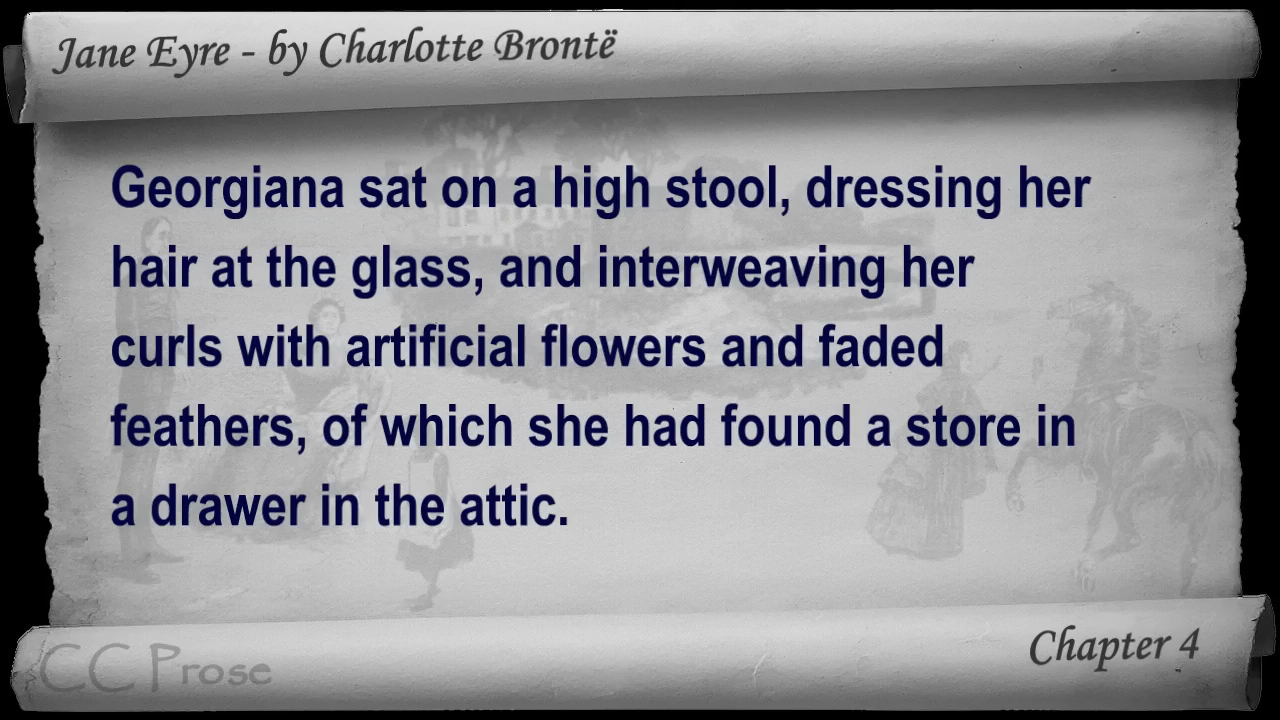 Jane Eyre - by Charlotte Brontë
Georgiana sat on a high stool, dressing her
hair at the glass, and interweaving her
curls with artificial flowers and faded
feathers, of which she had found a store in
a drawer in the attic.
Chapter 4
CC Prose